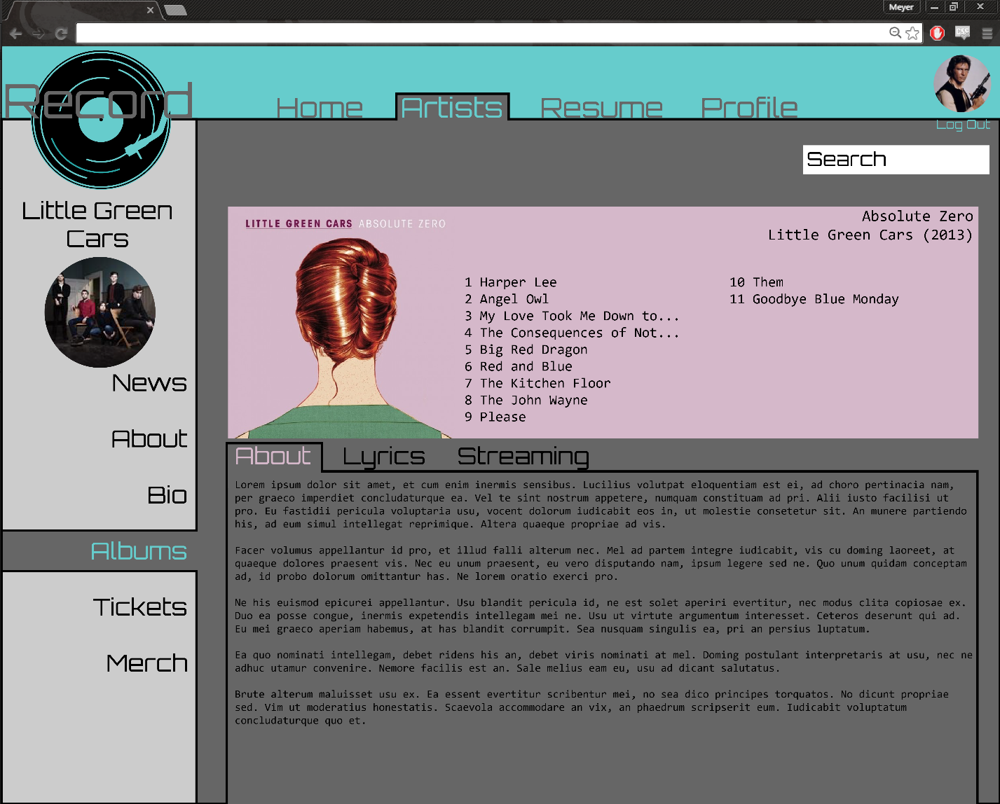 Meyer
CSS
Record
Home
Artists
Resume
Profile
Log Out
Search
Little Green
Cars
News
About
Bio
Albums
Tickets
Merch
LITTLE GREEN CARS ABSOLUTE ZERO
Absolute Zero
Little Green Cars (2013)
1 Harper Lee
2 Angel Owl
3 My Love Took Me Down to...
4 The Consequences of Not...
5 Big Red Dragon
6 Red and Blue
7 The Kitchen Floor
8 The John Wayne
9 Please
10 Them
11 Goodbye Blue Monday
About
Lyrics
Streaming
Lorem ipsum dolor sit amet, et cum enim inermis sensibus. Lucilius volutpat eloquentiam est ei, ad choro pertinacia nam,
per graeco imperdiet concludaturque ea. Vel te sint nostrum appetere, numquam constituam ad pri. Alii iusto facilisi ut
pro. Eu fastidii pericula voluptaria usu, vocent dolorum iudicabit eos in, ut molestie consetetur sit. An munere partiendo
his, ad eum simul intellegat reprimique. Altera quaeque propriae ad vis.
Facer volumus appellantur id pro, et illud falli alterum nec. Mel ad partem integre iudicabit, vis cu doming laoreet, at
quaeque dolores praesent vis. Nec eu unum praesent, eu vero disputando nam, ipsum legere sed ne. Quo unum quidam conceptam
ad, id probo dolorum omittantur has. Ne lorem oratio exerci pro.
Ne his euismod epicurei appellantur. Usu blandit pericula id, ne est solet aperiri evertitur, nec modus clita copiosae ex.
Duo ea posse congue, inermis expetendis intellegam mei ne. Usu ut virtute argumentum interesset. Ceteros deserunt qui ad.
Eu mei graeco aperiam habemus, at has blandit corrumpit. Sea nusquam singulis ea, pri an persius luptatum.
Ea quo nominati intellegam, debet ridens his an, debet viris nominati at mel. Doming postulant interpretaris at usu, nec ne
adhuc utamur convenire. Nemore facilis est an. Sale melius eam eu, usu ad dicant salutatus.
Brute alterum maluisset usu ex. Ea essent evertitur scribentur mei, no sea dico principes torquatos. No dicunt propriae
sed. Vim ut moderatius honestatis. Scaevola accommodare an vix, an phaedrum scripserit eum. Iudicabit voluptatum
concludaturque quo et.